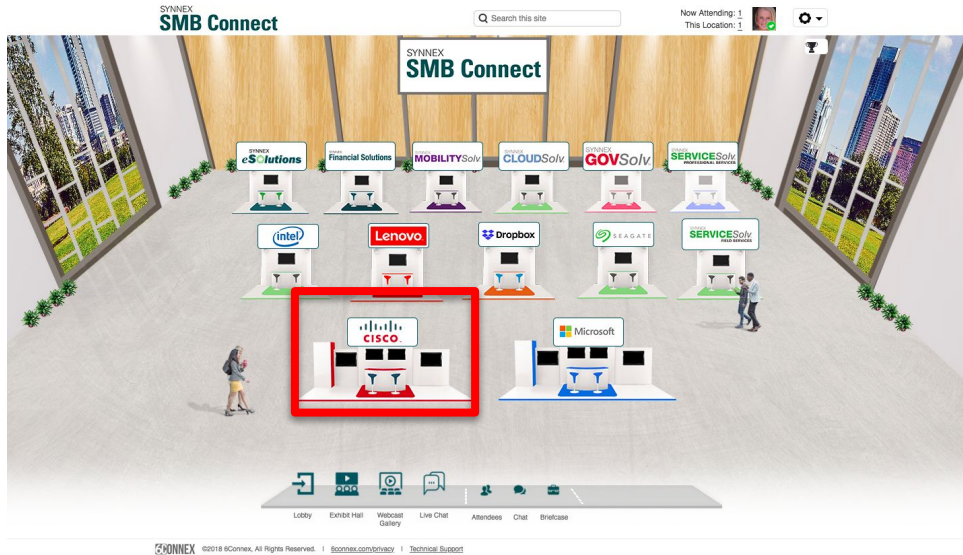 SYNNEX
SMB Connect
Search this site
Now Attending: 1
This Location: 1
SYNNEX
SMB Connect
SYNNEX
eSolutions
SYNNEX
Financial Solutions
MOBILITYSolv
CLOUDSolv
SYNNEX
GOVSolv
SYNNEX
SERVICESolv
PROFESSIONAL SERVICES
intel
Lenovo
Dropbox
SEAGATE
SYNNEX
SERVICESolv
FIELD SERVICES
CISCO
Microsoft
Lobby
Exhibit Hall
Webcast
Gallery
Live Chat
Attendees
Chat
Briefcase
6CONNEX
©2018 6Connex, All Rights Reserved. | 6connex.com/privacy | Technical Support